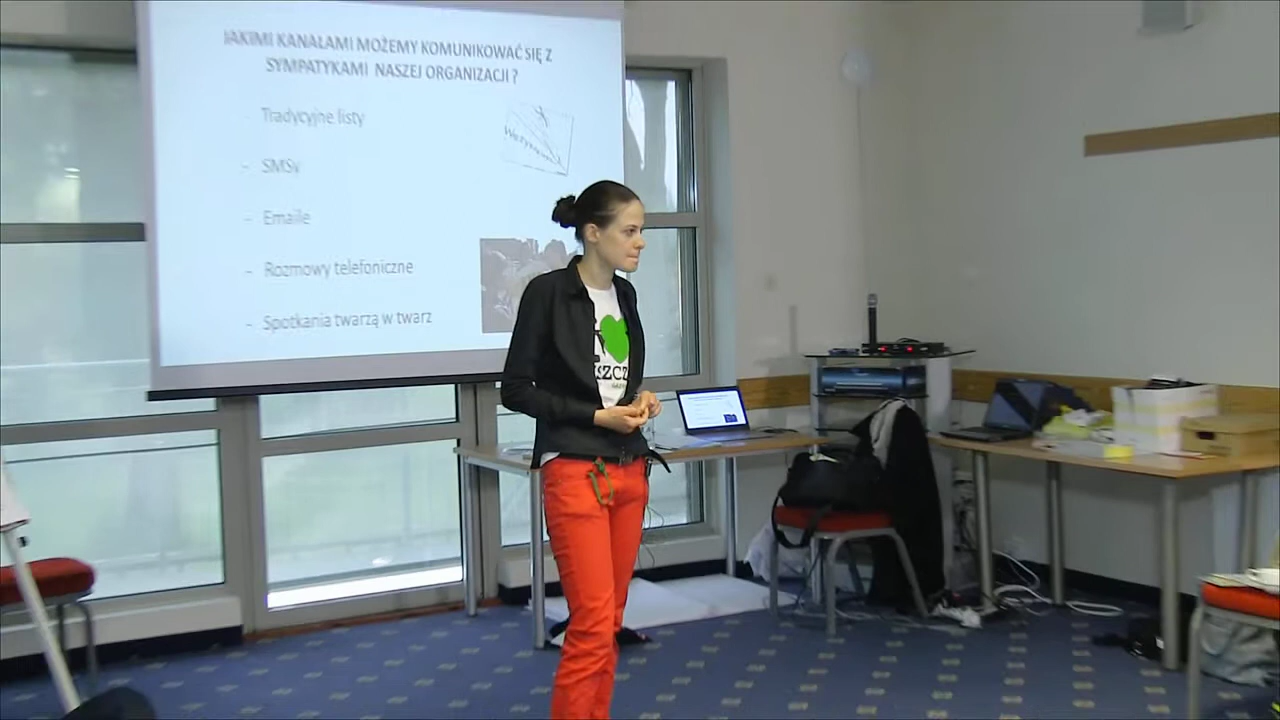 JAKIMI KANAŁAMI MOŻEMY KOMUNIKOWAĆ SIĘ Z
SYMPATYKAMI NASZEJ ORGANIZACJI ?
- Tradycyjne listy
- SMSy
- Emaile
- Rozmowy telefoniczne
- Spotkania twarzą w twarz